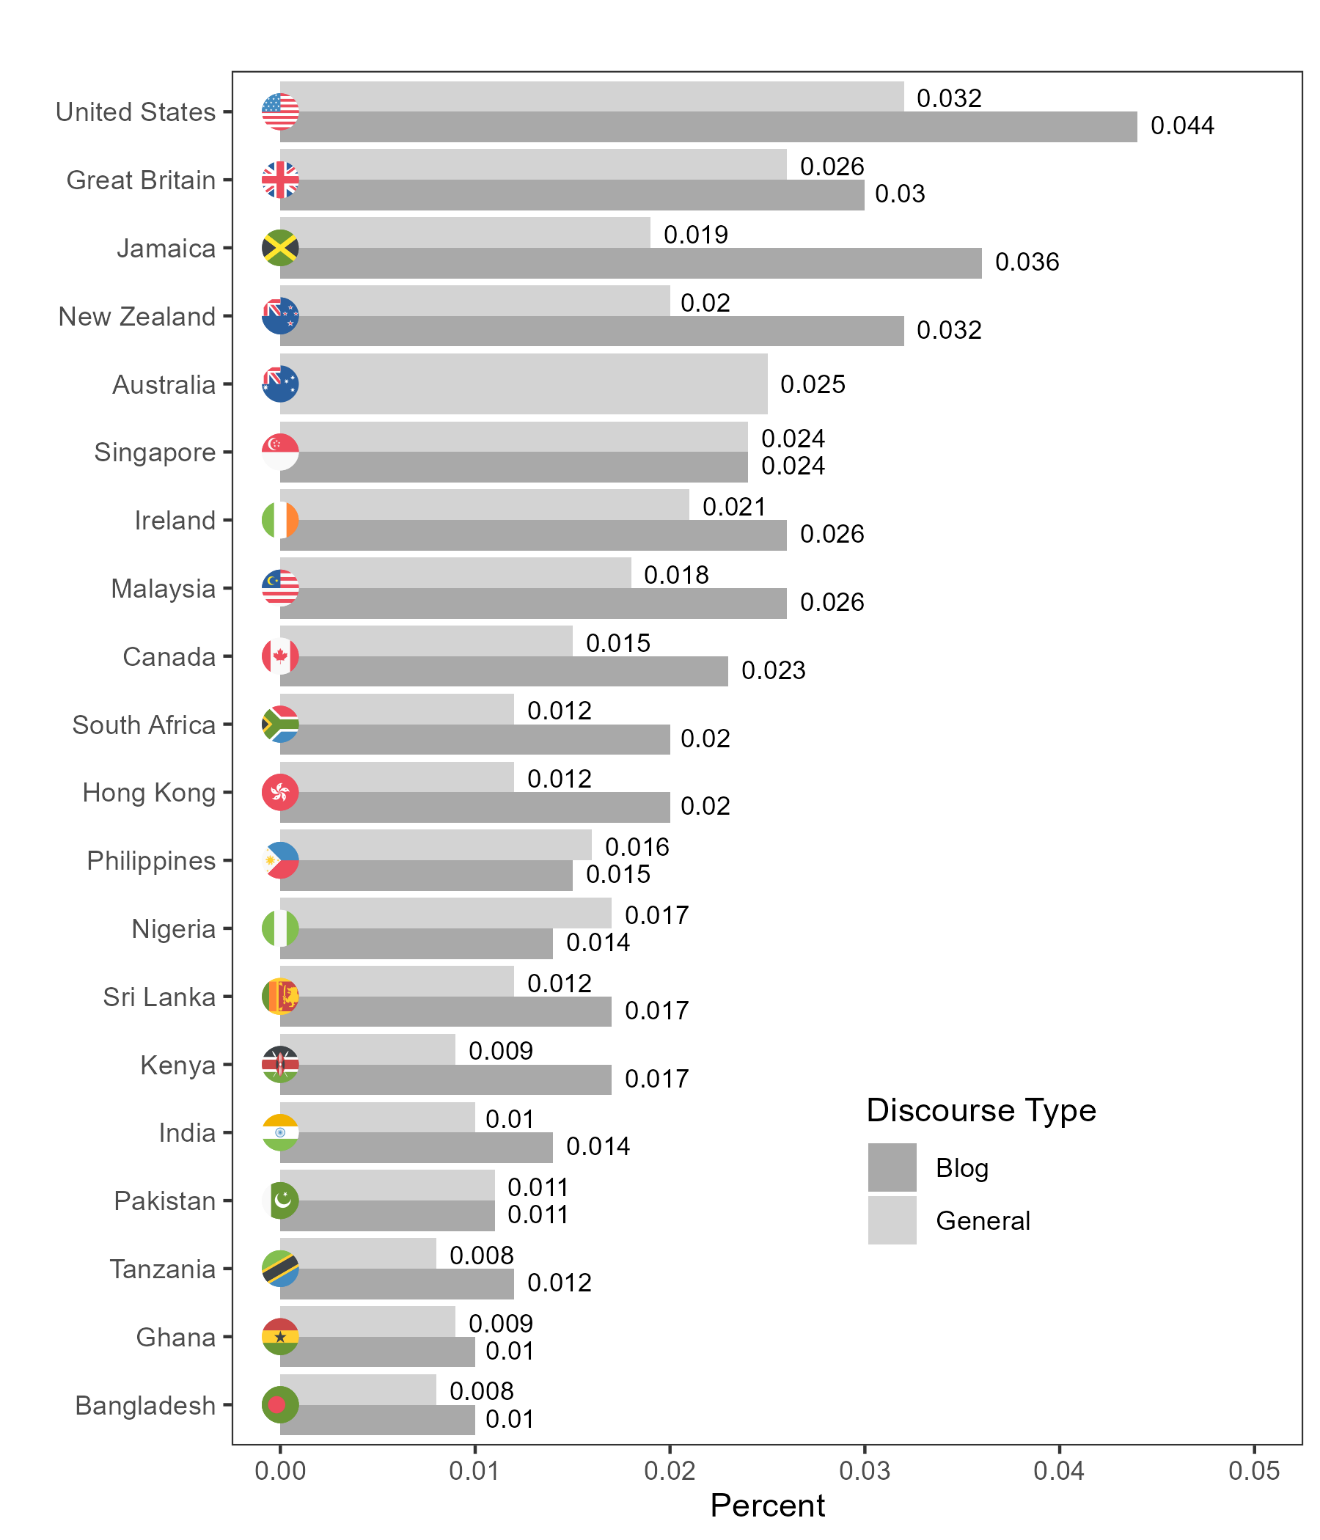 United States
0.032
0.044
Great Britain
0.026
0.03
Jamaica
0.019
0.036
New Zealand
0.02
0.032
Australia
0.025
Singapore
0.024
0.024
Ireland
0.021
0.026
Malaysia
0.018
0.026
Canada
0.015
0.023
South Africa
0.012
0.02
Hong Kong
0.012
0.02
Philippines
0.016
0.015
Nigeria
0.017
0.014
Sri Lanka
0.012
0.017
Kenya
0.009
0.017
India
0.01
0.014
Pakistan
0.011
0.011
Tanzania
0.008
0.012
Ghana
0.009
0.01
Bangladesh
0.008
0.01
Discourse Type
Blog
General
0.00 0.01 0.02 0.03 0.04 0.05
Percent